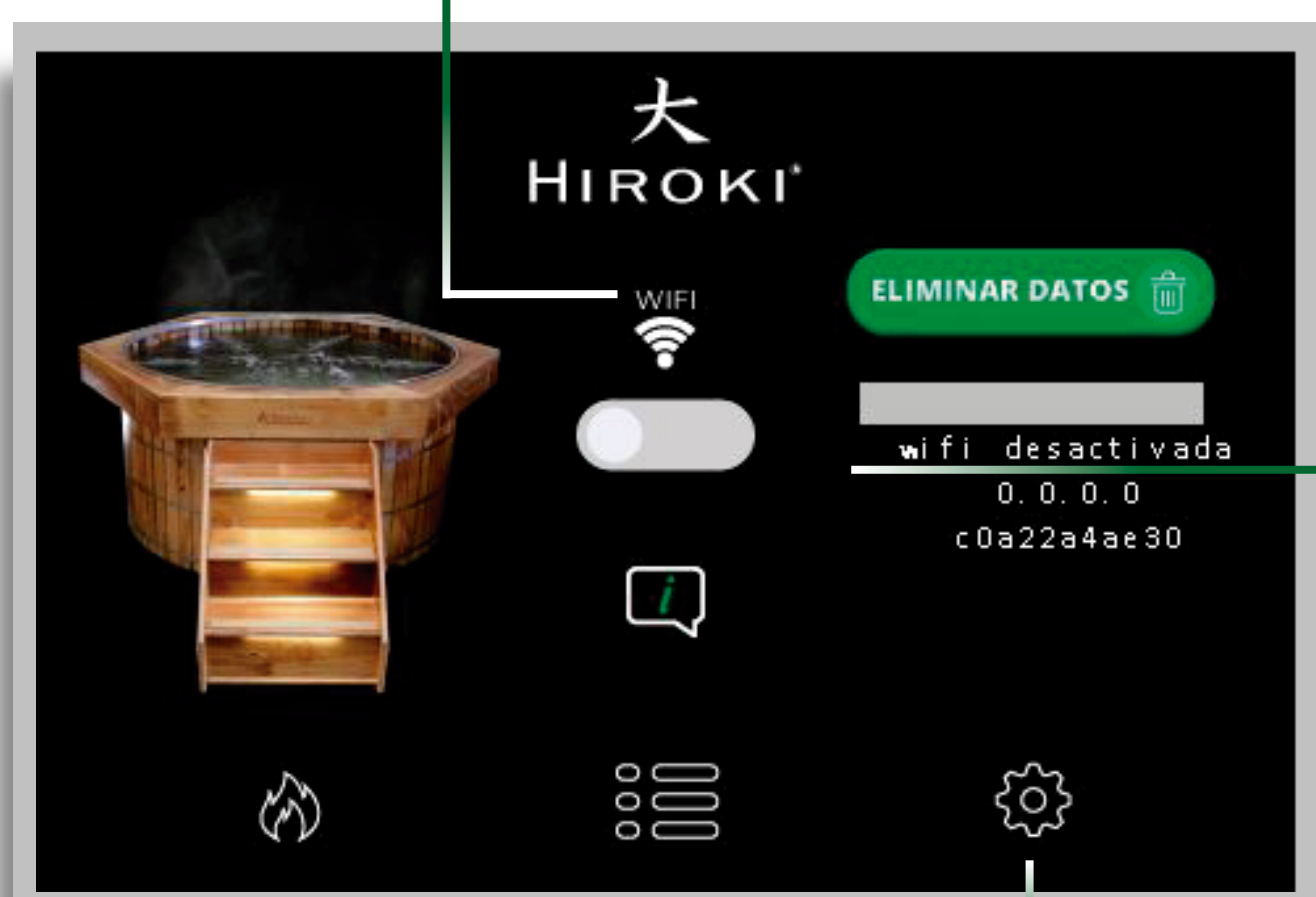 大
HIROKI®
WIFI
ELIMINAR DATOS
i
wifi desactivada
0.0.0.0
c0a22a4ae30